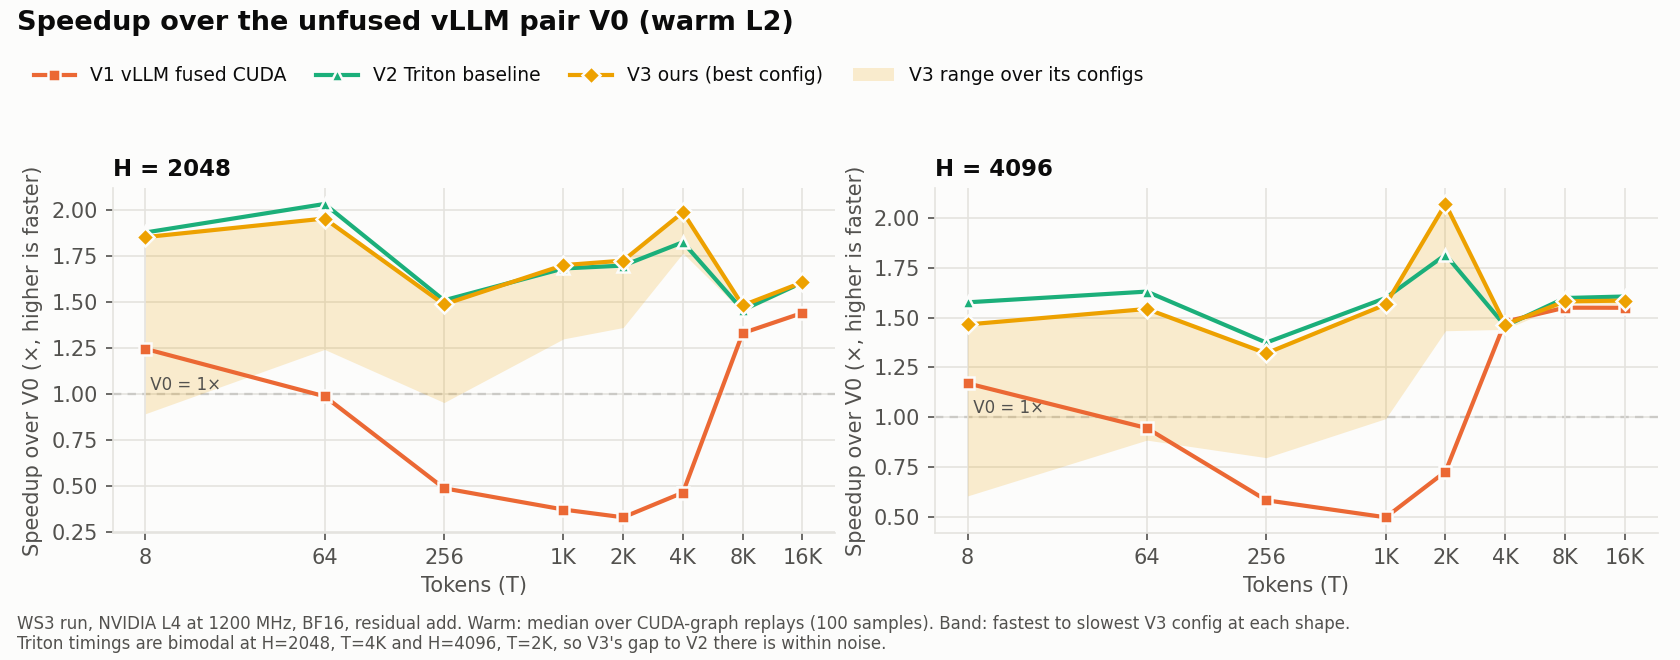 Speedup over the unfused vLLM pair V0 (warm L2)
V1 vLLM fused CUDA
V2 Triton baseline
V3 ours (best config)
V3 range over its configs
H = 2048
Speedup over V0 (×, higher is faster)
2.00
1.75
1.50
1.25
1.00
0.75
0.50
0.25
V0 = 1×
8
64
256
1K
2K
4K
8K
16K
Tokens (T)
H = 4096
Speedup over V0 (×, higher is faster)
2.00
1.75
1.50
1.25
1.00
0.75
0.50
V0 = 1×
8
64
256
1K
2K
4K
8K
16K
Tokens (T)
WS3 run, NVIDIA L4 at 1200 MHz, BF16, residual add. Warm: median over CUDA-graph replays (100 samples). Band: fastest to slowest V3 config at each shape.
Triton timings are bimodal at H=2048, T=4K and H=4096, T=2K, so V3's gap to V2 there is within noise.